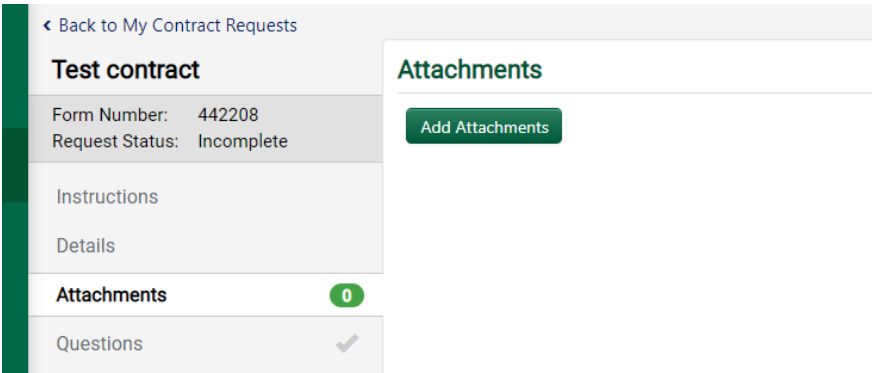 Back to My Contract Requests
Test contract
Form Number: 442208
Request Status: Incomplete
Instructions
Details
Attachments 0
Questions
Attachments
Add Attachments